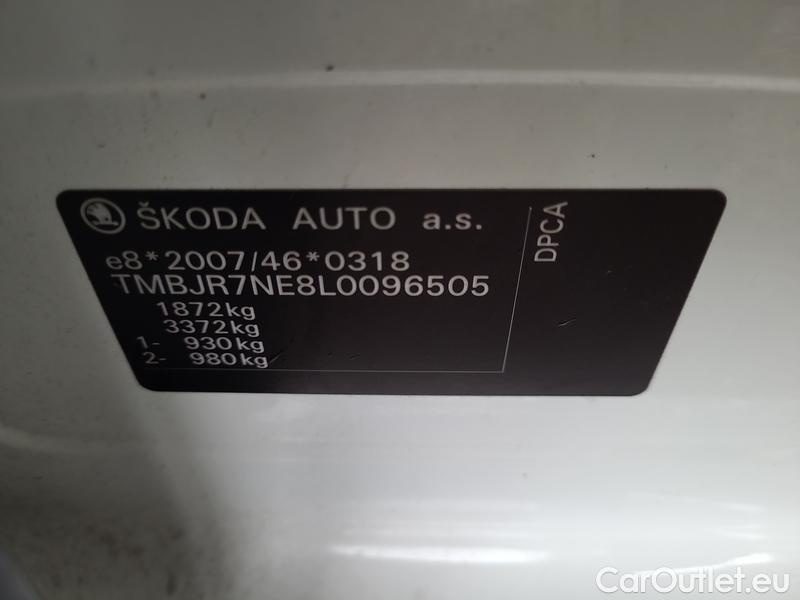 ŠKODA AUTO a.s.
e8*2007/46*0318
TMBJR7NE8L0096505
1872kg
3372kg
1- 930kg
2- 980kg
DPCA
CarOutlet.eu